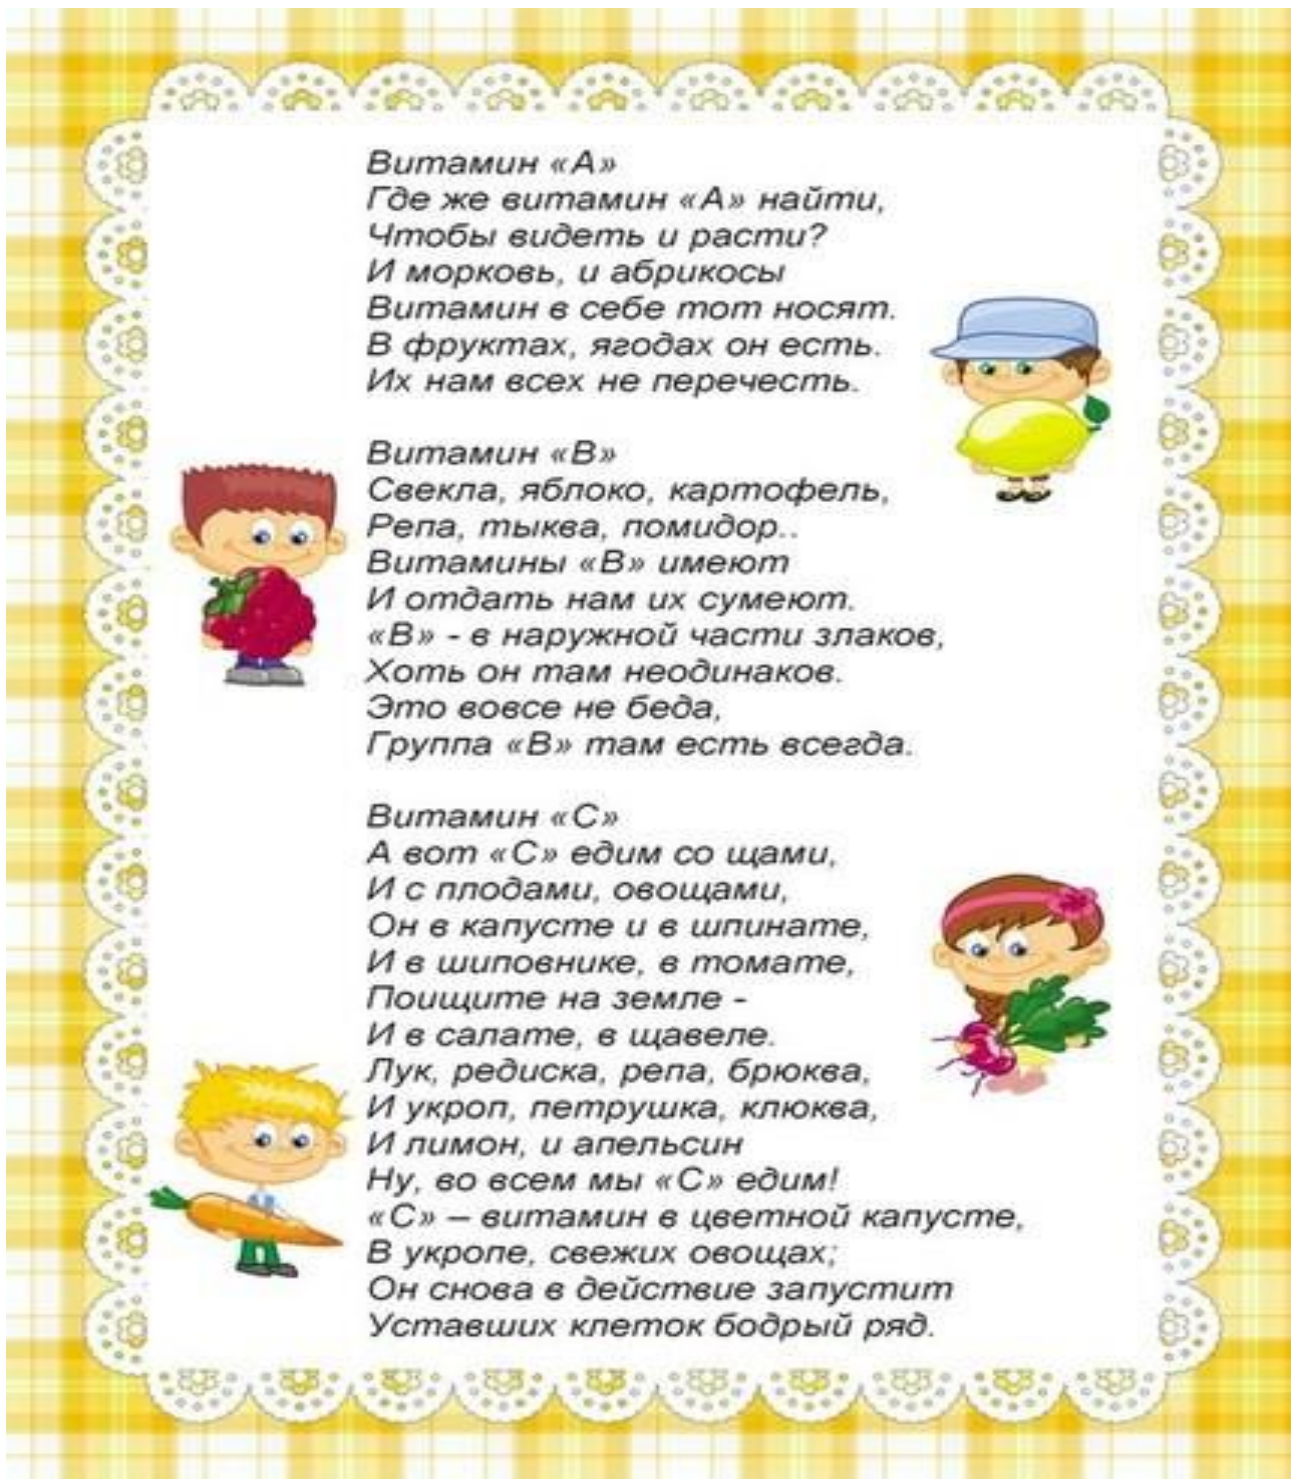 Витамин «А»
Где же витамин «А» найти,
Чтобы видеть и расти?
И морковь, и абрикосы
Витамин в себе тот носят.
В фруктах, ягодах он есть.
Их нам всех не перечесть.
Витамин «В»
Свекла, яблоко, картофель,
Репа, тыква, помидор..
Витамины «В» имеют
И отдать нам их сумеют.
«В» - в наружной части злаков,
Хоть он там неодинаков.
Это вовсе не беда,
Группа «В» там есть всегда.
Витамин «С»
А вот «С» едим со щами,
И с плодами, овощами,
Он в капусте и в шпинате,
И в шиповнике, в томате,
Поищите на земле -
И в салате, в щавеле.
Лук, редиска, репа, брюква,
И укроп, петрушка, клюква,
И лимон, и апельсин
Ну, во всем мы «С» едим!
«С» – витамин в цветной капусте,
В укропе, свежих овощах;
Он снова в действие запустит
Уставших клеток бодрый ряд.